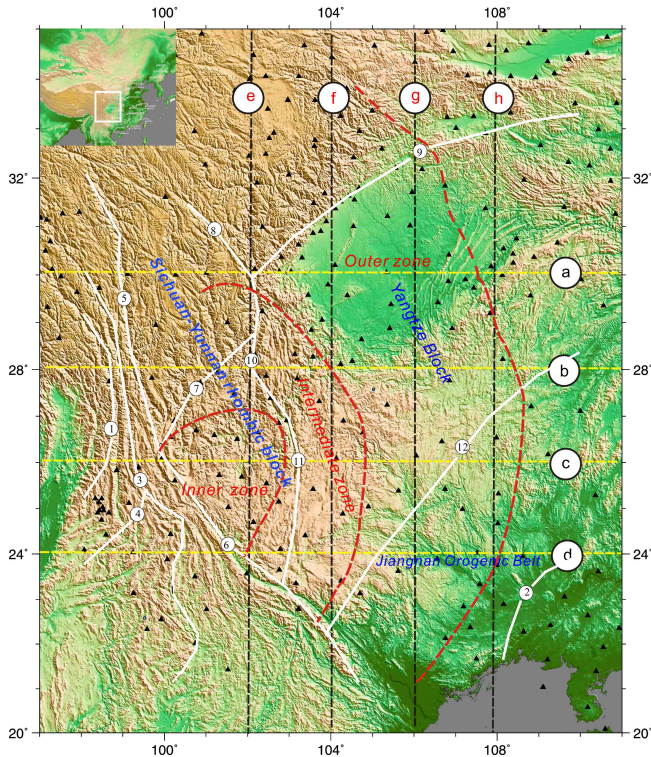 100°
104°
108°
e
f
g
h
9
32°
8
Outer zone
a
5
Sichuan-Yunnan rhombic block
Yangtze Block
10
28°
b
7
Intermediate zone
1
12
11
c
3
Inner zone
4
6
24°
Jiangnan Orogenic Belt
d
2
20°
32°
28°
24°
20°
100°
104°
108°